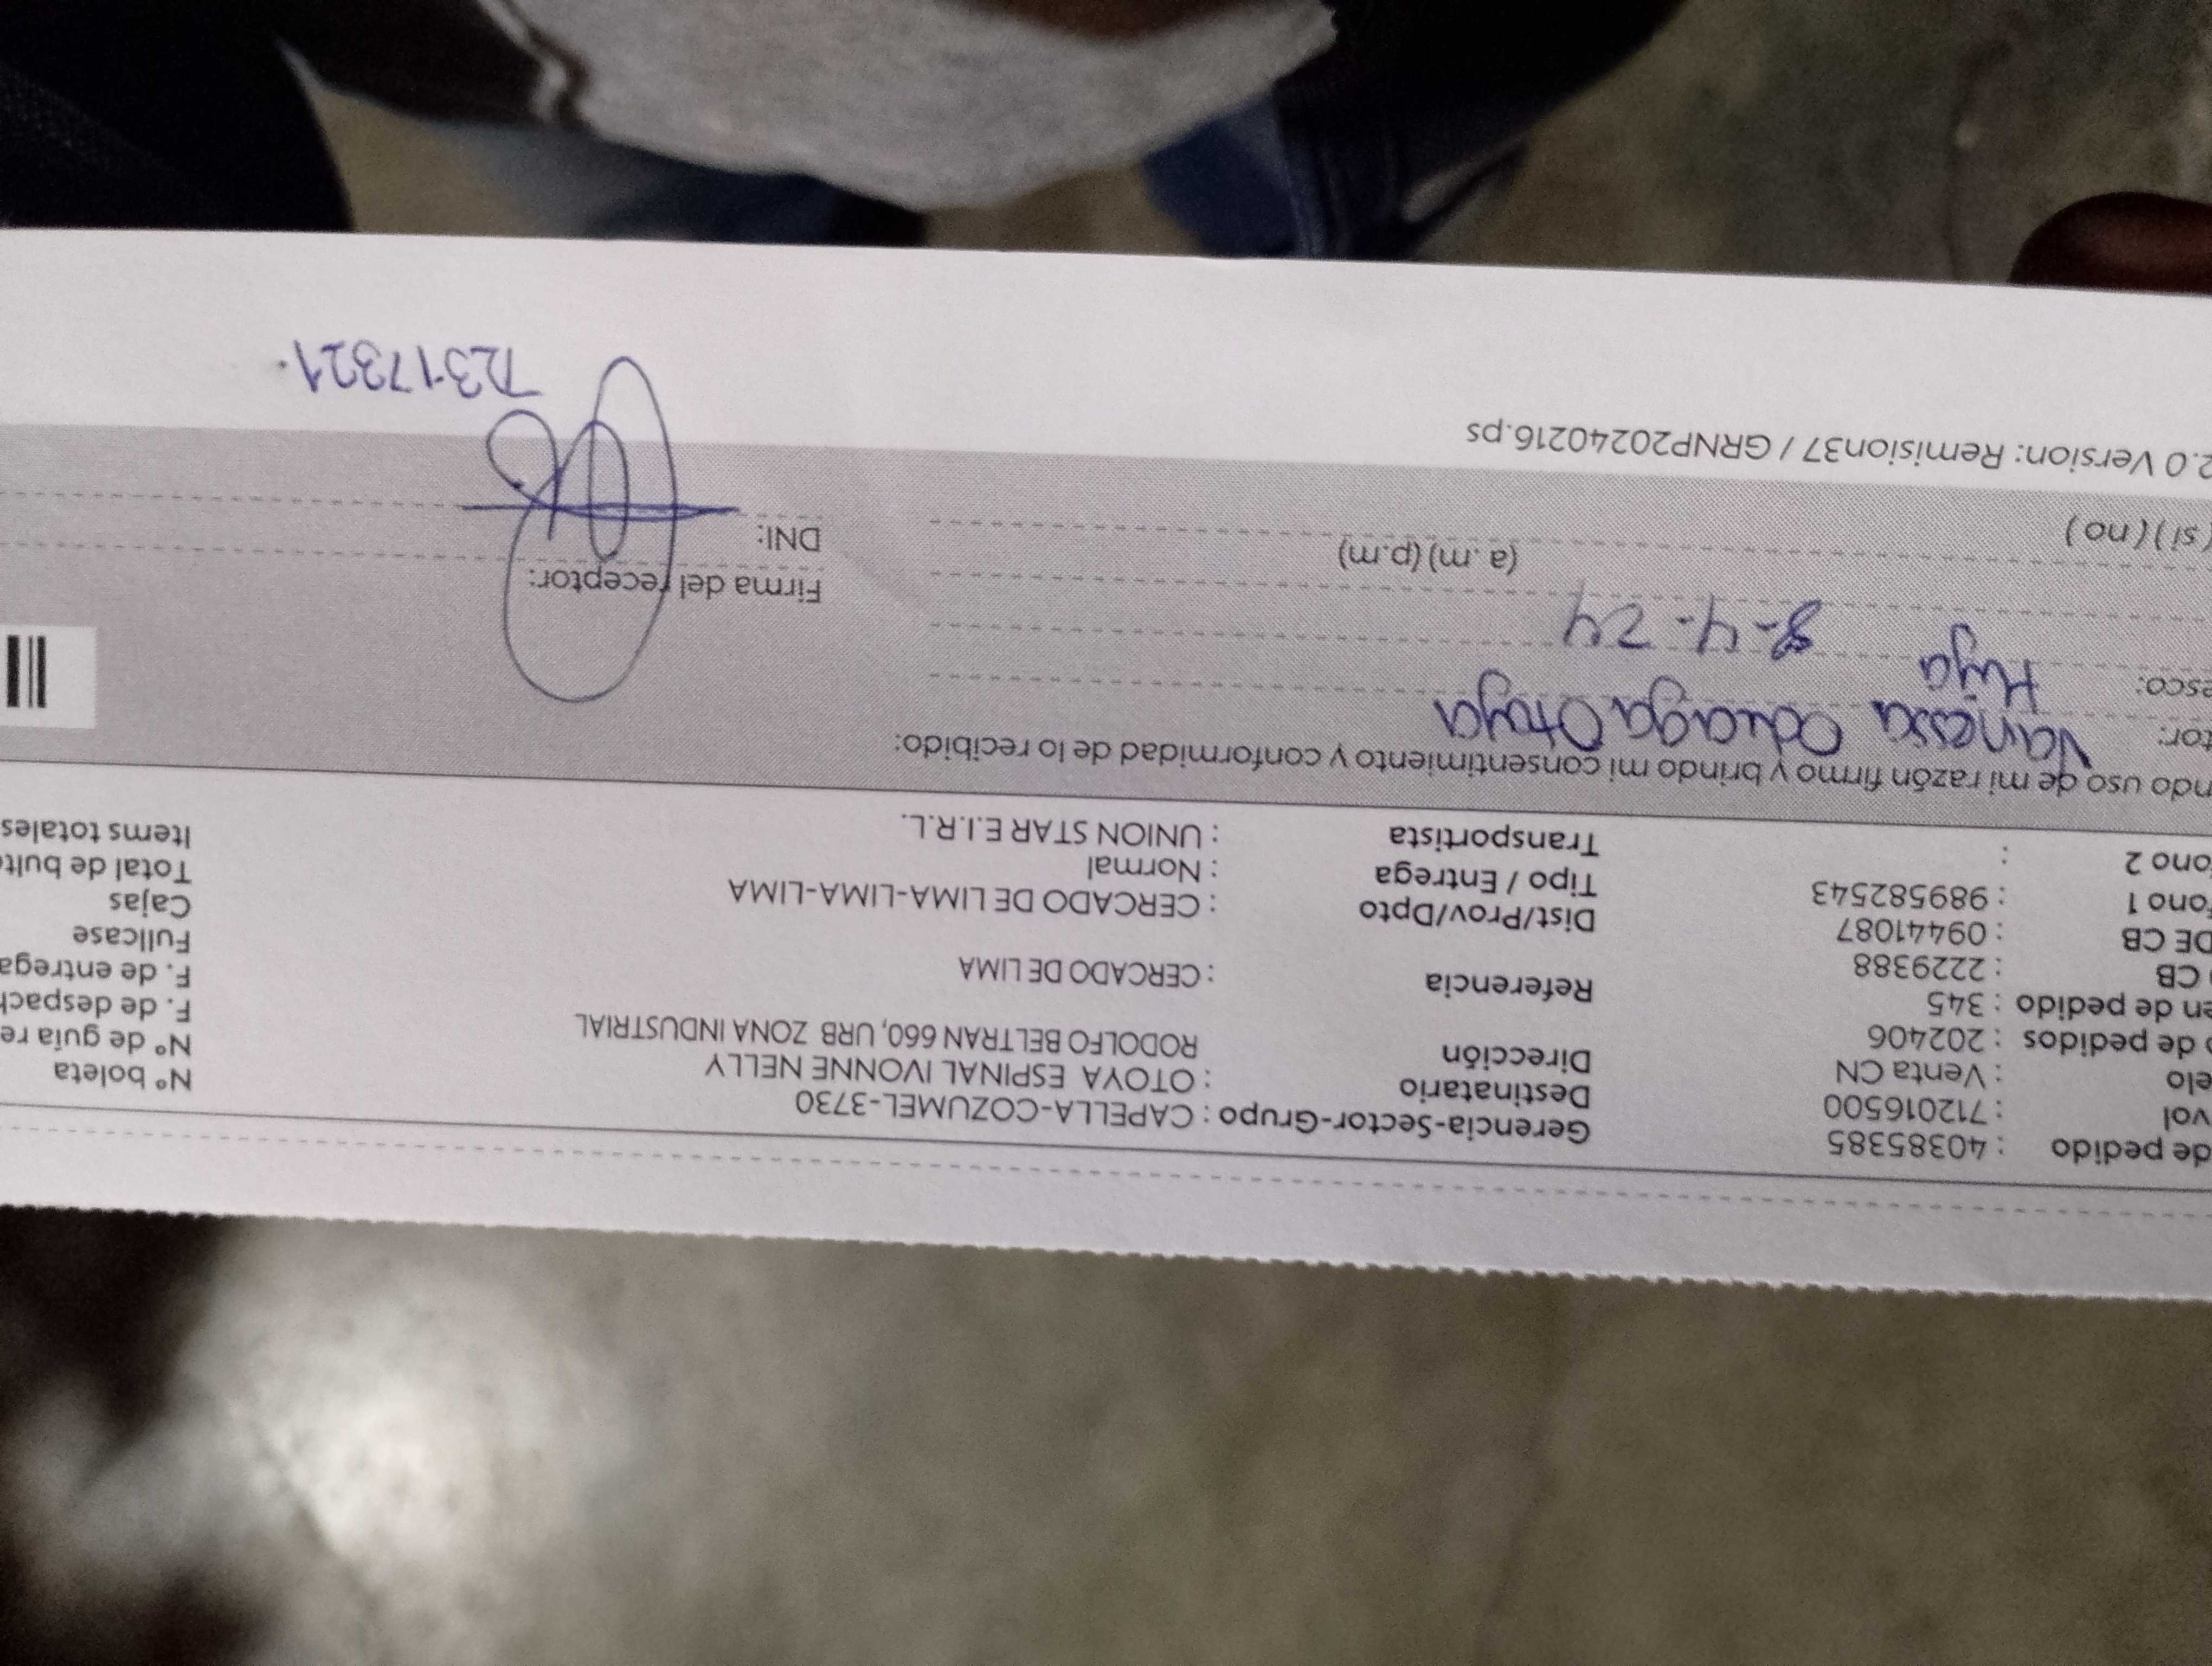 de pedido : 40385385 Gerencia-Sector-Grupo : CAPELLA-COZUMEL-3730 Nº boleta
vol : 712016500 Destinatario : OTOYA ESPINAL IVONNE NELLY Nº de guía re
elo : Venta CN Dirección RODOLFO BELTRAN 660, URB ZONA INDUSTRIAL F. de despach
de pedidos : 202406 F. de entrega
en de pedido : 345 Referencia : CERCADO DE LIMA Fullcase
CB : 2229388 Cajas
DE CB : 09441087 Dist/Prov/Dpto : CERCADO DE LIMA-LIMA-LIMA Total de bulto
fono 1 : 989582543 Tipo / Entrega : Normal Items totales
ono 2 : Transportista : UNION STAR E.I.R.L.
ndo uso de mi razón firmo y brindo mi consentimiento y conformidad de lo recibido:
tor: Vanessa Otoya
esco: Hija
8-4-24 Firma del receptor:
(a.m) (p.m) DNI:
(si) (no)
2.0 Version: Remision37 / GRNP20240216.ps 72317321.